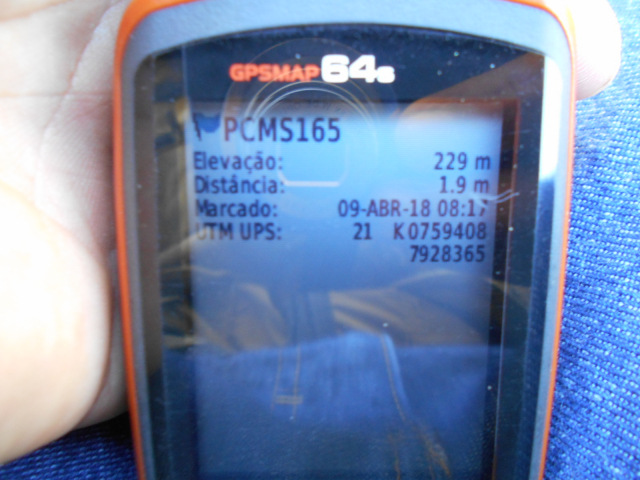 GPSMAP 64s
PCMS165
Elevação: 229 m
Distância: 1.9 m
Marcado: 09-ABR-18 08:17
UTM UPS: 21 K 0759408
7928365